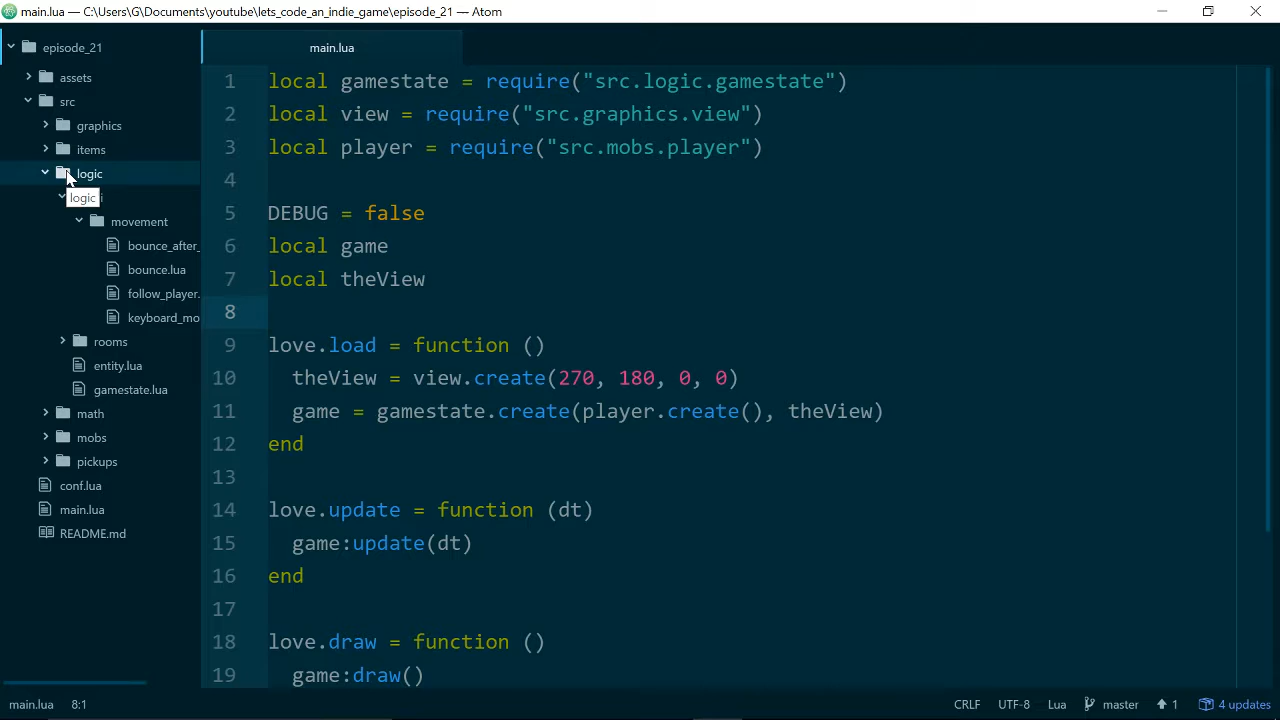 main.lua — C:\Users\G\Documents\youtube\lets_code_an_indie_game\episode_21 — Atom
episode_21
assets
src
graphics
items
logic
logic
movement
bounce_after_
bounce.lua
follow_player.
keyboard_mo
rooms
entity.lua
gamestate.lua
math
mobs
pickups
conf.lua
main.lua
README.md
main.lua
1 local gamestate = require("src.logic.gamestate")
2 local view = require("src.graphics.view")
3 local player = require("src.mobs.player")
4
5 DEBUG = false
6 local game
7 local theView
8
9 love.load = function ()
10 theView = view.create(270, 180, 0, 0)
11 game = gamestate.create(player.create(), theView)
12 end
13
14 love.update = function (dt)
15 game:update(dt)
16 end
17
18 love.draw = function ()
19 game:draw()
main.lua 8:1
CRLF UTF-8 Lua master 1 4 updates